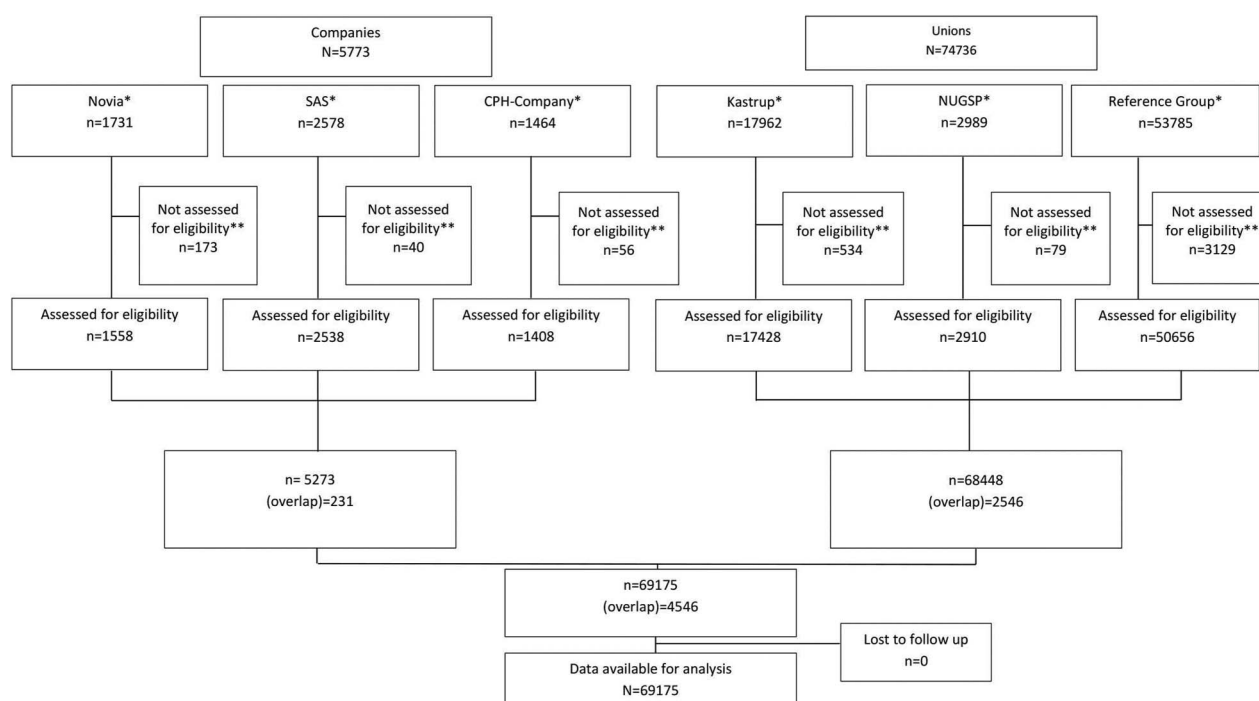 Companies
N=5773
Unions
N=74736
Novia*
n=1731
SAS*
n=2578
CPH-Company*
n=1464
Kastrup*
n=17962
NUGSP*
n=2989
Reference Group*
n=53785
Not assessed
for eligibility**
n=173
Not assessed
for eligibility**
n=40
Not assessed
for eligibility**
n=56
Not assessed
for eligibility**
n=534
Not assessed
for eligibility**
n=79
Not assessed
for eligibility**
n=3129
Assessed for eligibility
n=1558
Assessed for eligibility
n=2538
Assessed for eligibility
n=1408
Assessed for eligibility
n=17428
Assessed for eligibility
n=2910
Assessed for eligibility
n=50656
n= 5273
(overlap)=231
n=68448
(overlap)=2546
n=69175
(overlap)=4546
Lost to follow up
n=0
Data available for analysis
N=69175